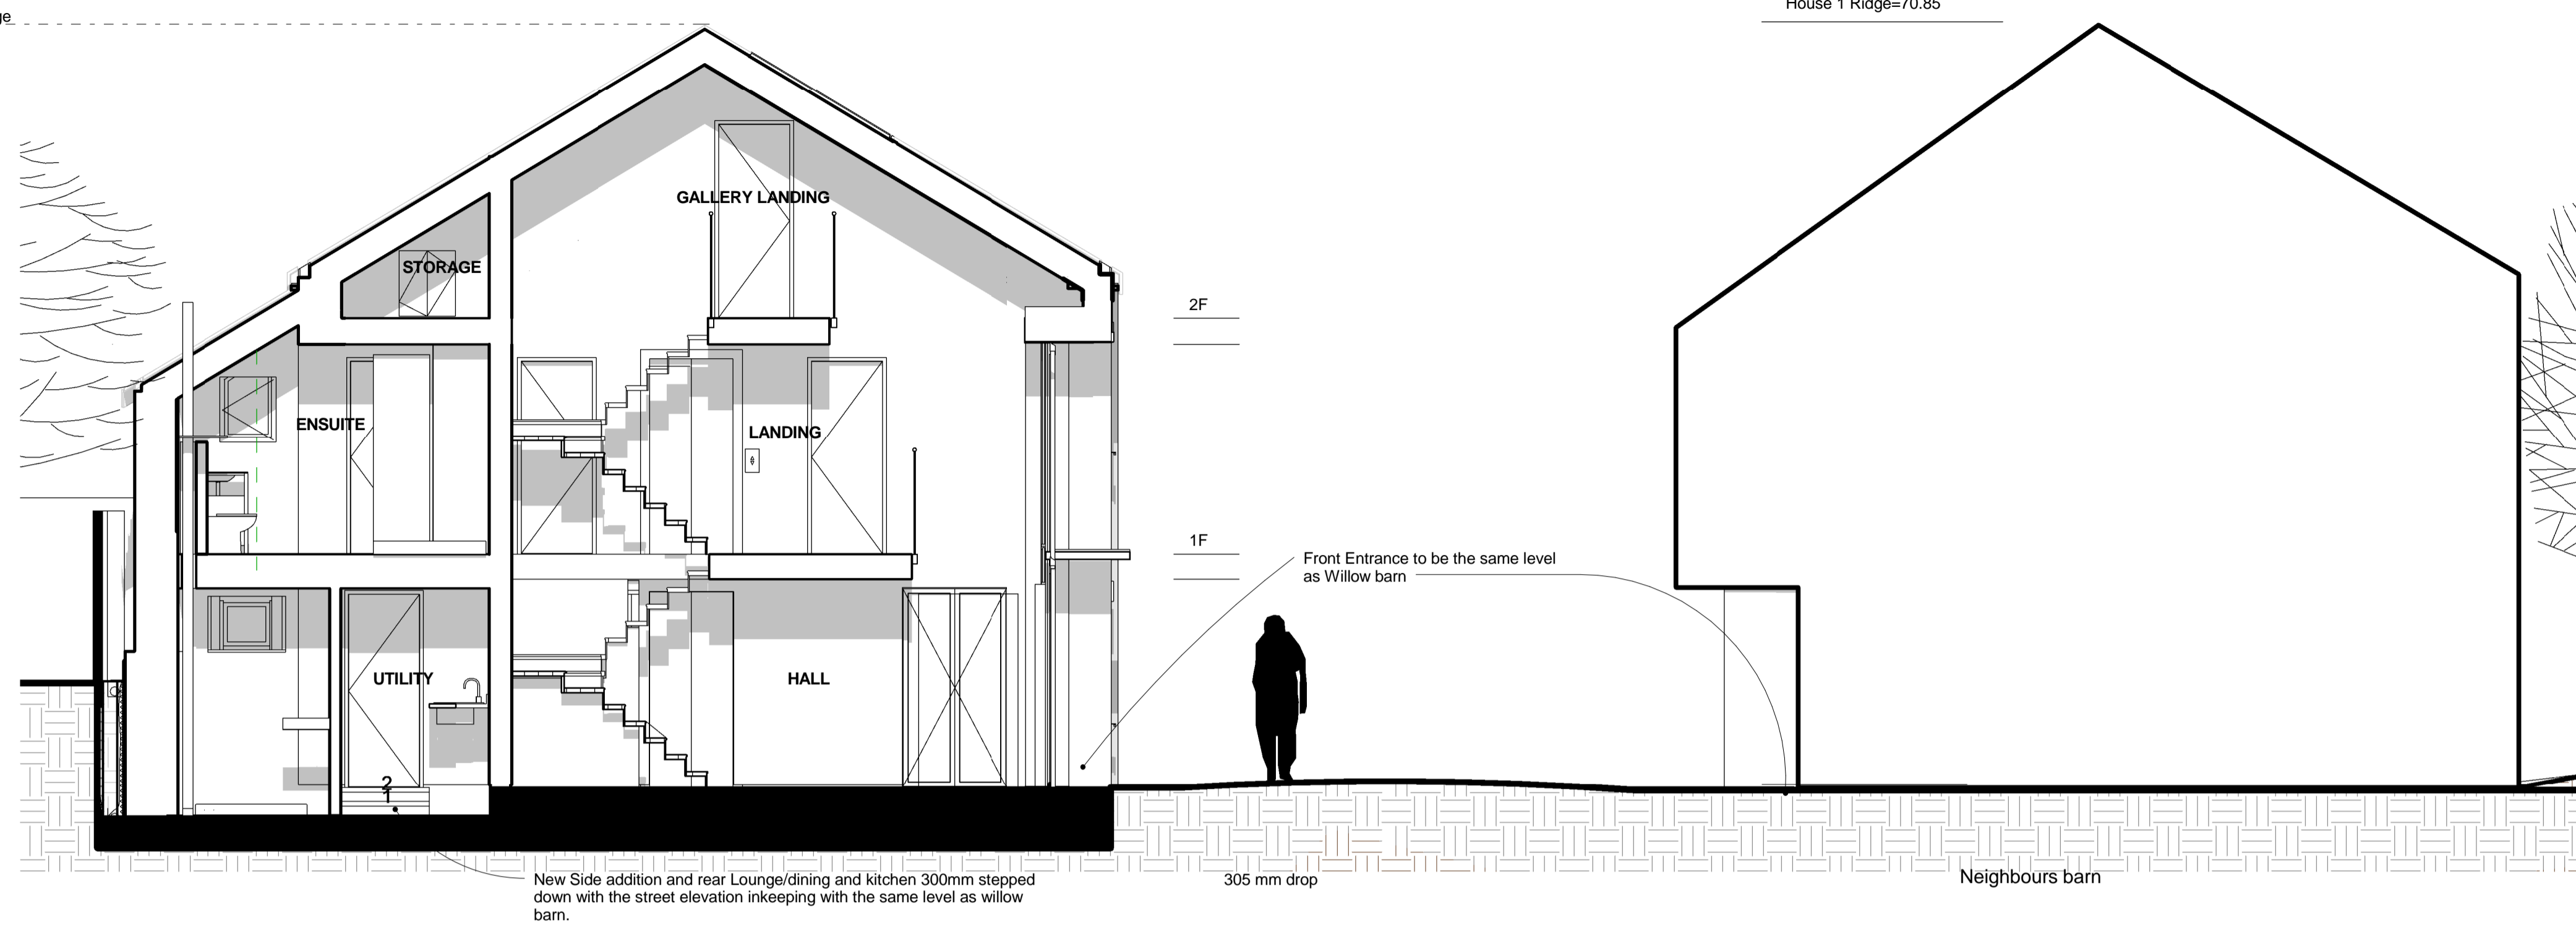 ge
House 1 Ridge=70.85
GALLERY LANDING
STORAGE
2F
ENSUITE
LANDING
1F
Front Entrance to be the same level
as Willow barn
UTILITY
HALL
2
1
New Side addition and rear Lounge/dining and kitchen 300mm stepped
down with the street elevation inkeeping with the same level as willow
barn.
305 mm drop
Neighbours barn